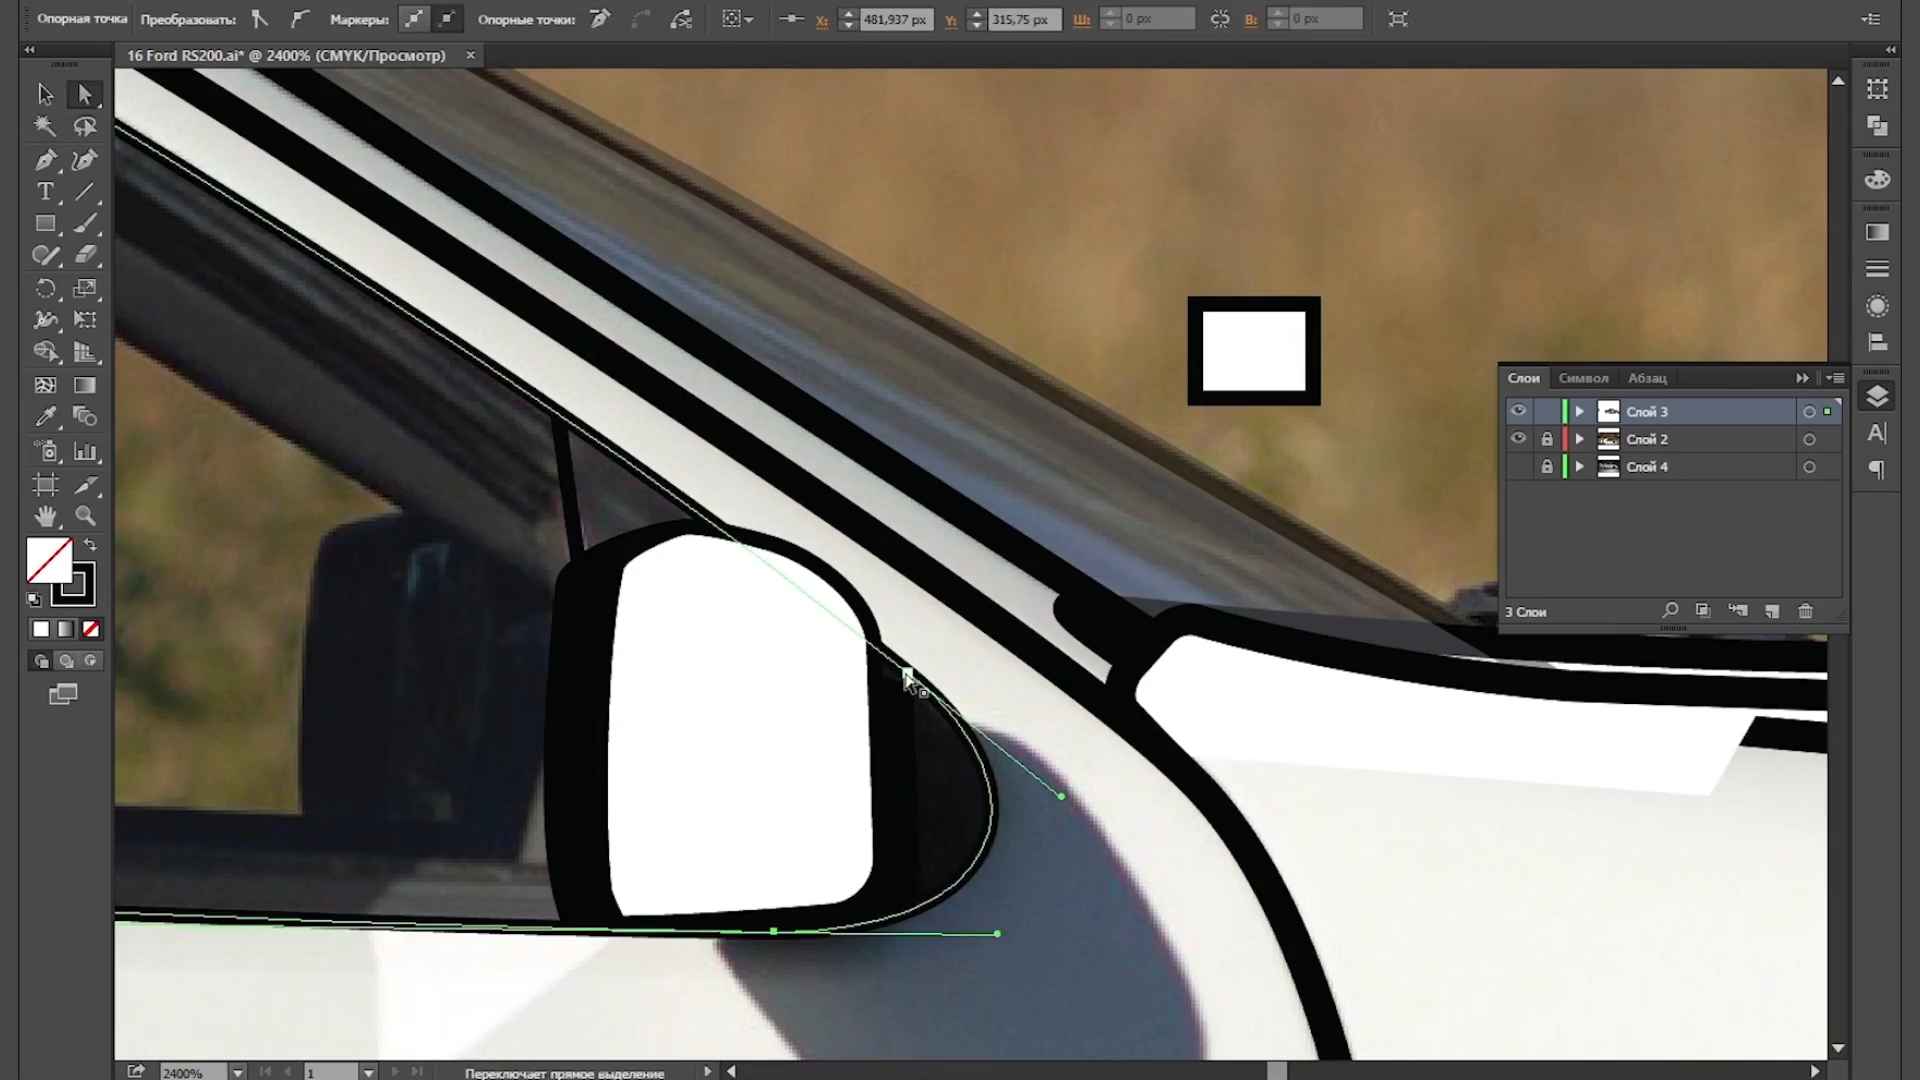 Опорная точка Преобразовать: Маркеры: Опорные точки: X: 481,937 px Y: 315,75 px Ш: 0 px В: 0 px
16 Ford RS200.ai* @ 2400% (CMYK/Просмотр) ×
Слои Символ Абзац
Слой 3
Слой 2
Слой 4
3 Слои
2400% 1 Переключает прямое выделение